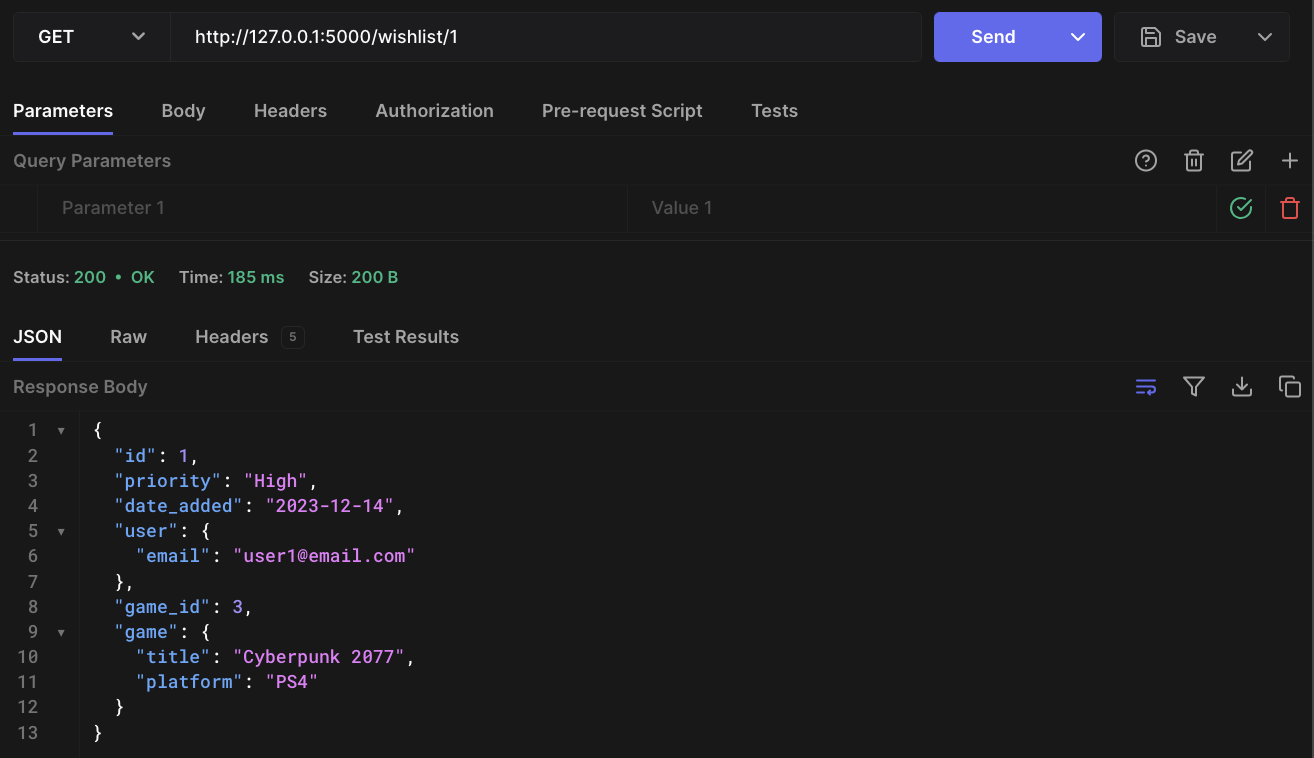 GET http://127.0.0.1:5000/wishlist/1 Send Save
Parameters Body Headers Authorization Pre-request Script Tests
Query Parameters
Parameter 1 Value 1
Status: 200 • OK Time: 185 ms Size: 200 B
JSON Raw Headers 5 Test Results
Response Body
1 {
2 "id": 1,
3 "priority": "High",
4 "date_added": "2023-12-14",
5 "user": {
6 "email": "user1@email.com"
7 },
8 "game_id": 3,
9 "game": {
10 "title": "Cyberpunk 2077",
11 "platform": "PS4"
12 }
13 }